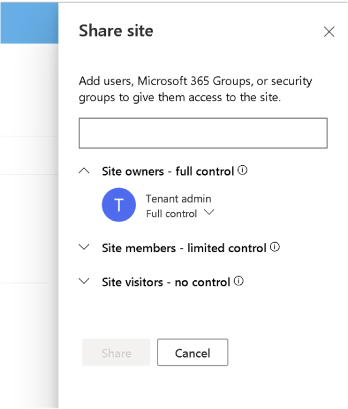 Share site
Add users, Microsoft 365 Groups, or security
groups to give them access to the site.
Site owners - full control
T
Tenant admin
Full control
Site members - limited control
Site visitors - no control
Share
Cancel